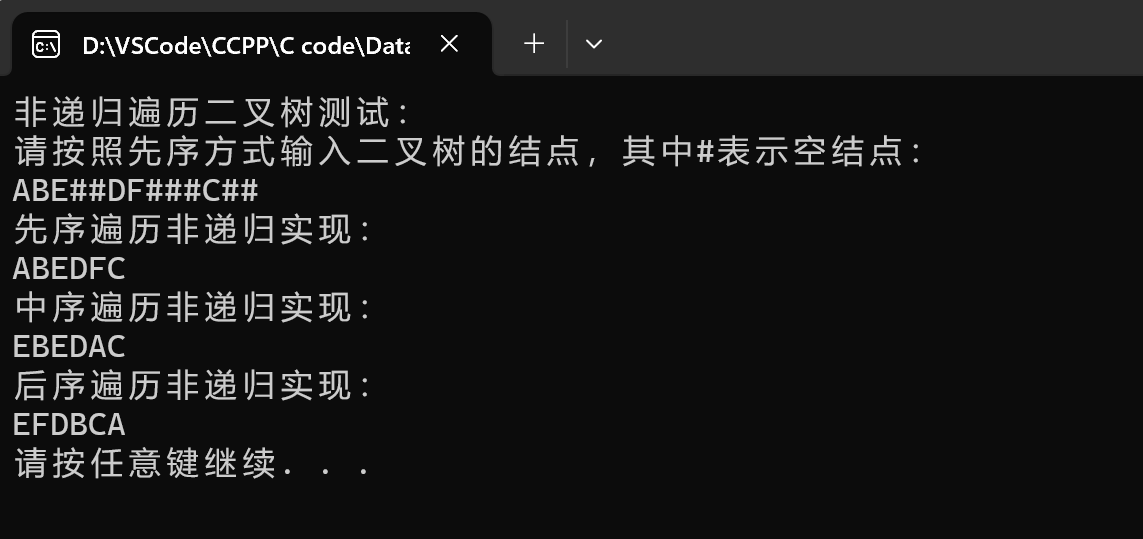 D:\VSCode\CCPP\C code\Data
非递归遍历二叉树测试：
请按照先序方式输入二叉树的结点，其中#表示空结点：
ABE##DF###C##
先序遍历非递归实现：
ABEDFC
中序遍历非递归实现：
EBEDAC
后序遍历非递归实现：
EFDBCA
请按任意键继续. . .